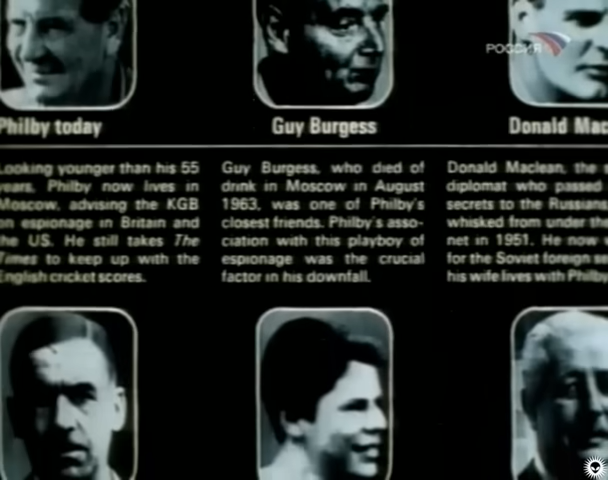 РОССИЯ
Philby today
Guy Burgess
Donald Mac
Looking younger than his 55
years, Philby now lives in
Moscow, advising the KGB
on espionage in Britain and
the US. He still takes The
Times to keep up with the
English cricket scores.
Guy Burgess, who died of
drink in Moscow in August
1963, was one of Philby's
closest friends. Philby's asso-
ciation with this playboy of
espionage was the crucial
factor in his downfall.
Donald Maclean, the
diplomat who passed
secrets to the Russians
whisked from under the
net in 1951. He now
for the Soviet foreign
his wife lives with Philby